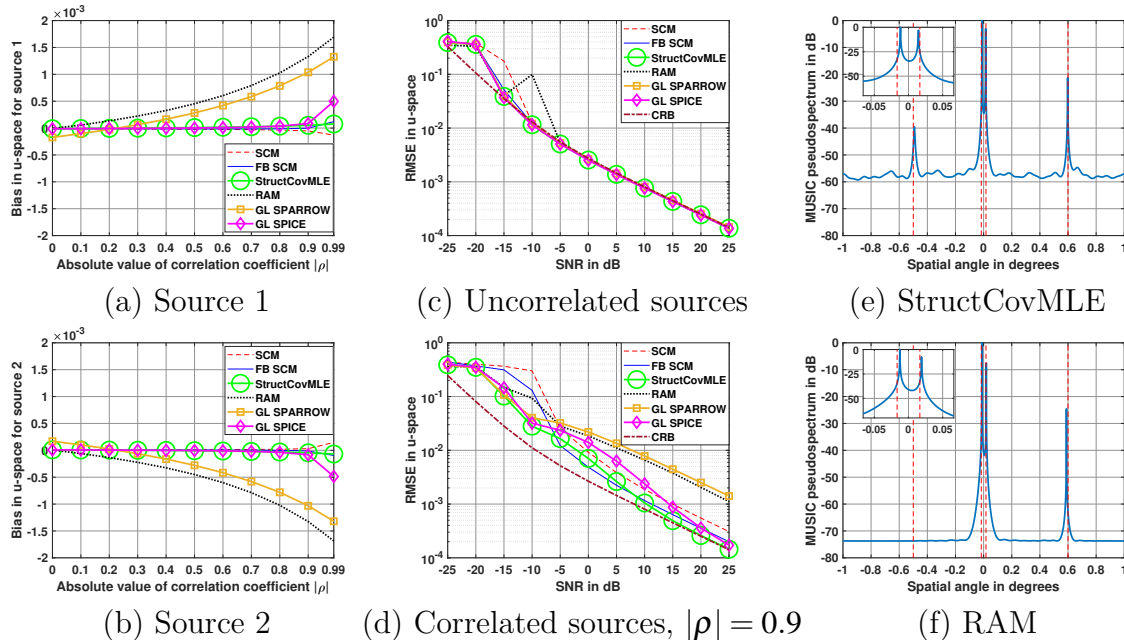 ×10⁻³
2
1.5
1
0.5
0
-0.5
-1
-1.5
-2
0 0.1 0.2 0.3 0.4 0.5 0.6 0.7 0.8 0.9 0.99
Bias in u-space for source 1
Absolute value of correlation coefficient |ρ|
SCM
FB SCM
StructCovMLE
RAM
GL SPARROW
GL SPICE
(a) Source 1
10⁰
10⁻¹
10⁻²
10⁻³
10⁻⁴
-25 -20 -15 -10 -5 0 5 10 15 20 25
RMSE in u-space
SNR in dB
SCM
FB SCM
StructCovMLE
RAM
GL SPARROW
GL SPICE
CRB
(c) Uncorrelated sources
0
-10
-20
-30
-40
-50
-60
-70
-80
-1 -0.8 -0.6 -0.4 -0.2 0 0.2 0.4 0.6 0.8 1
MUSIC pseudospectrum in dB
Spatial angle in degrees
0
-25
-50
-0.05 0 0.05
(e) StructCovMLE
×10⁻³
2
1.5
1
0.5
0
0.5
1
1.5
2
0 0.1 0.2 0.3 0.4 0.5 0.6 0.7 0.8 0.9 0.99
Bias in u-space for source 2
Absolute value of correlation coefficient |ρ|
SCM
FB SCM
StructCovMLE
RAM
GL SPARROW
GL SPICE
(b) Source 2
10⁰
10⁻¹
10⁻²
10⁻³
10⁻⁴
-25 -20 -15 -10 -5 0 5 10 15 20 25
RMSE in u-space
SNR in dB
SCM
FB SCM
StructCovMLE
RAM
GL SPARROW
GL SPICE
CRB
(d) Correlated sources, |ρ| = 0.9
0
-10
-20
-30
-40
-50
-60
-70
-80
-1 -0.8 -0.6 -0.4 -0.2 0 0.2 0.4 0.6 0.8 1
MUSIC pseudospectrum in dB
Spatial angle in degrees
0
-25
-50
-0.05 0 0.05
(f) RAM